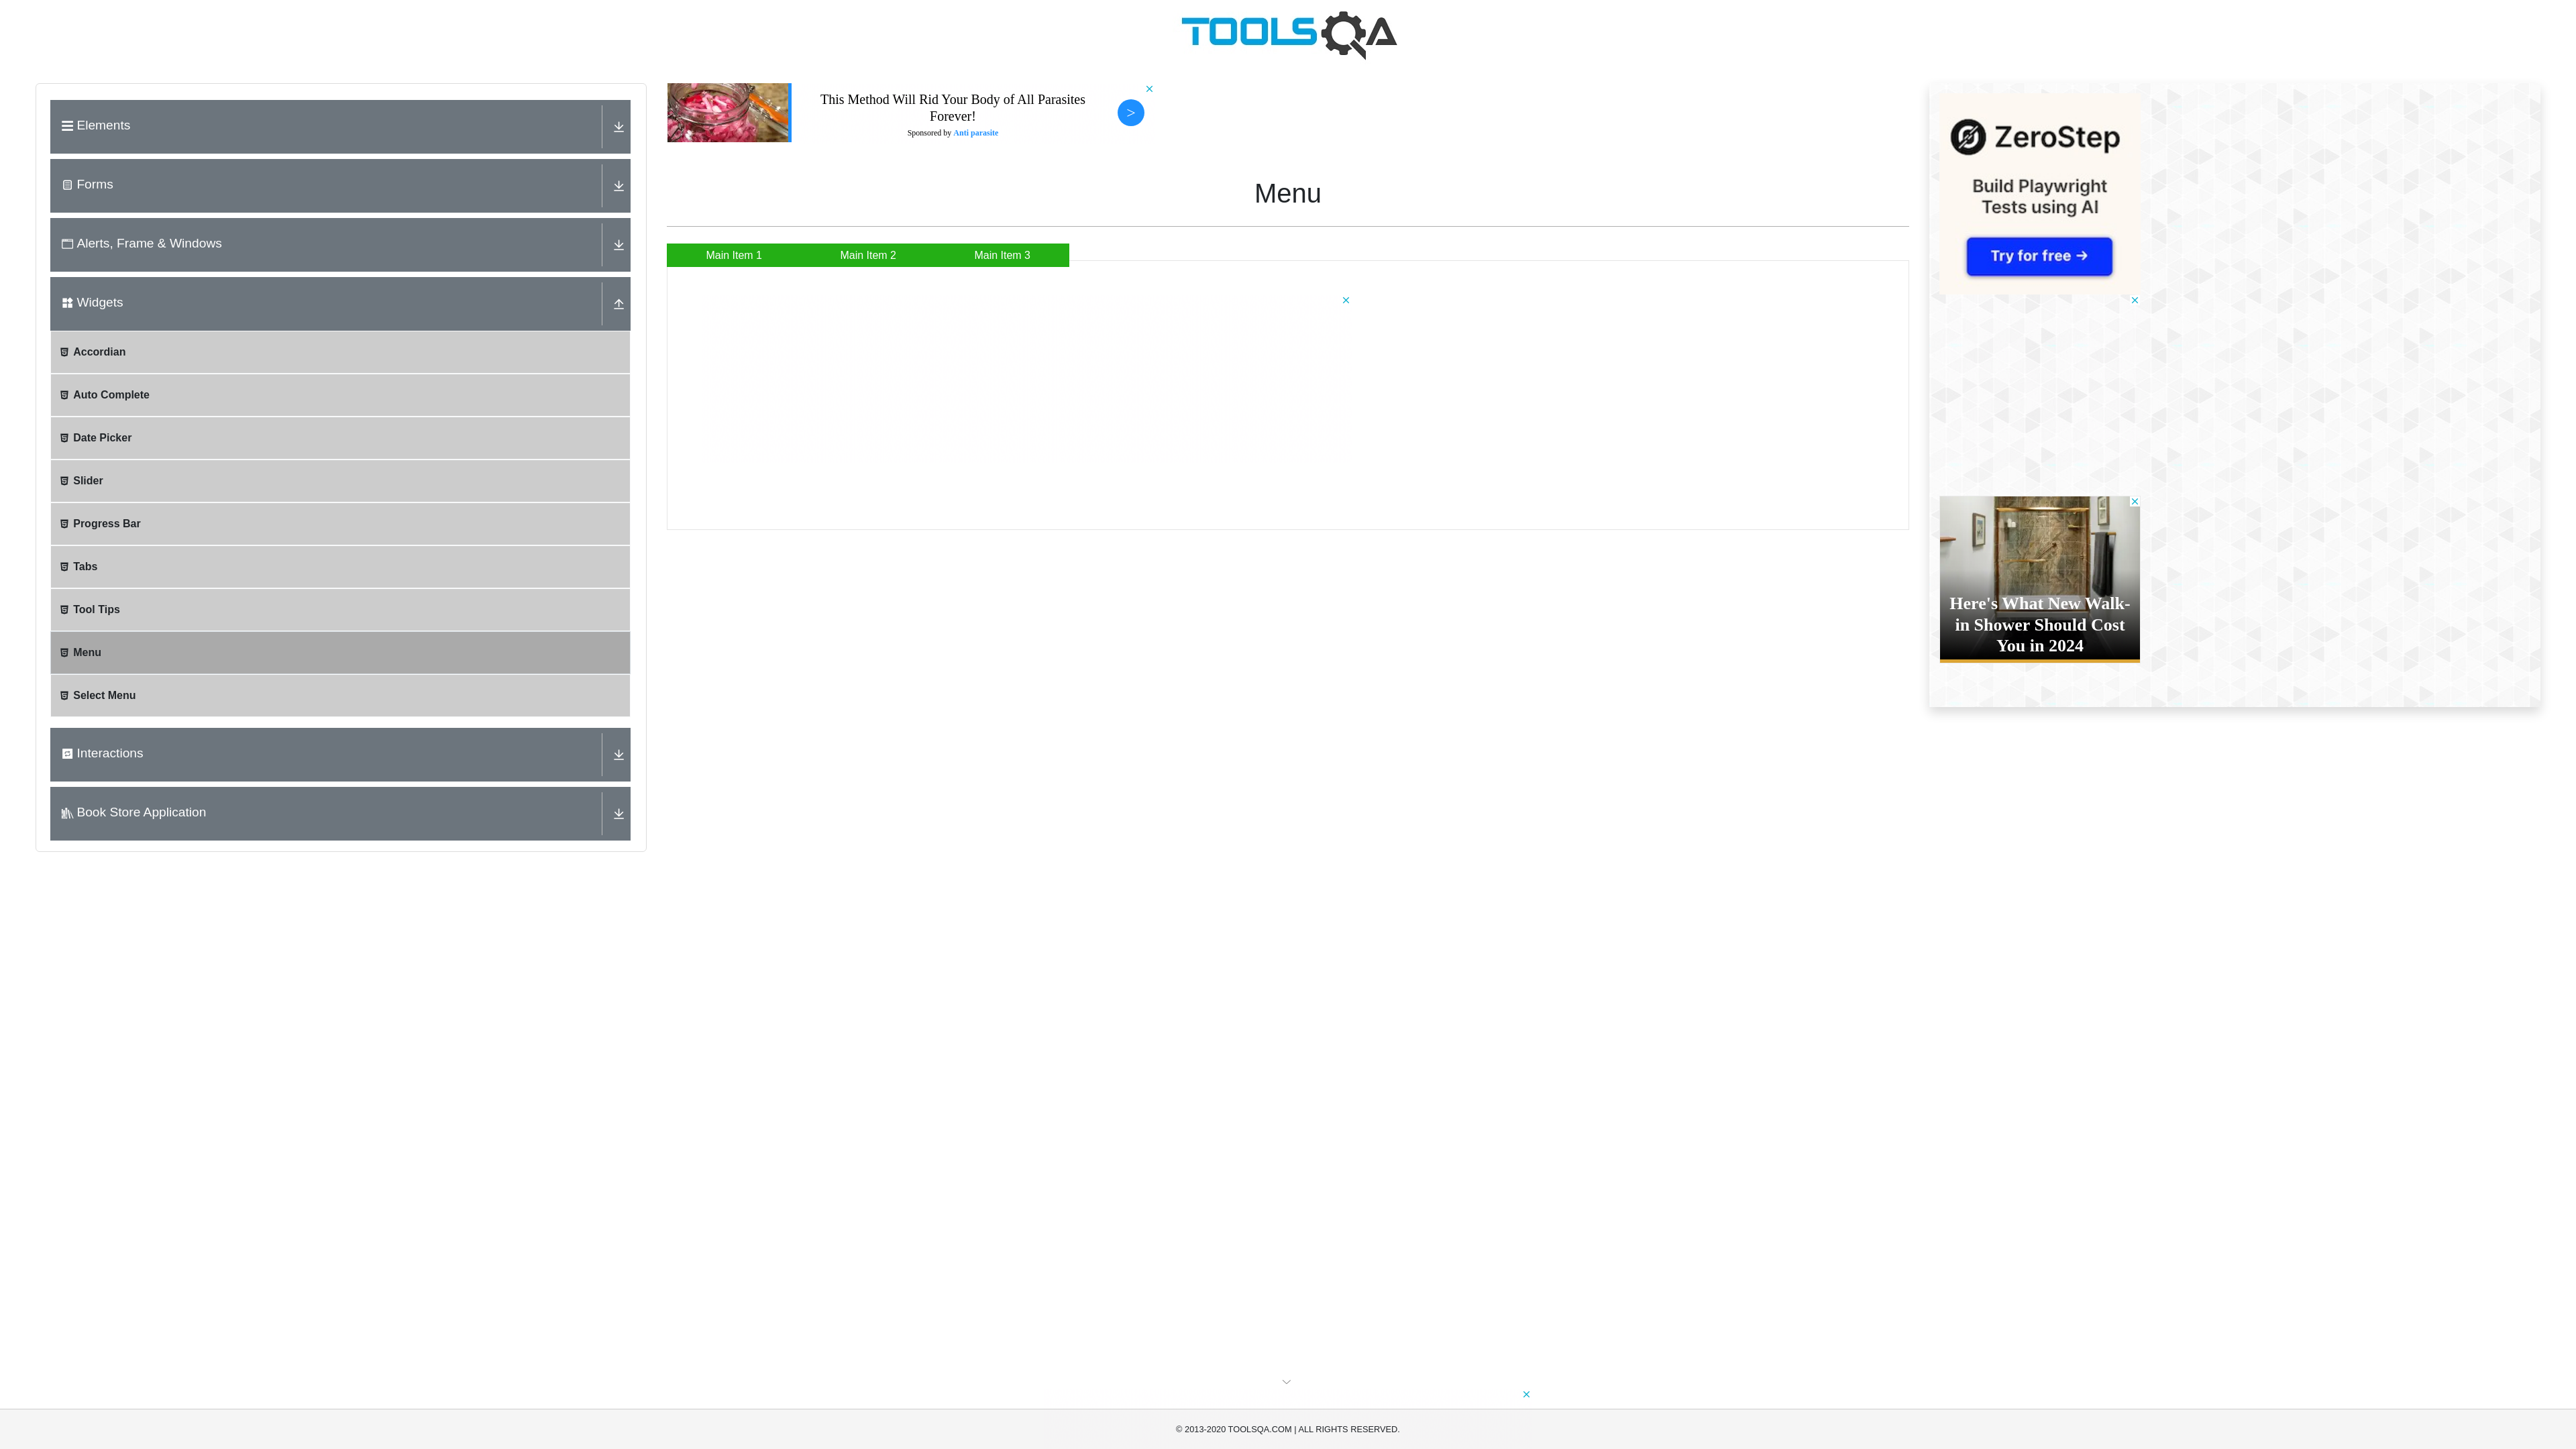 TOOLSQA
Elements
Forms
Alerts, Frame & Windows
Widgets
Accordian
Auto Complete
Date Picker
Slider
Progress Bar
Tabs
Tool Tips
Menu
Select Menu
Interactions
Book Store Application
This Method Will Rid Your Body of All Parasites
Forever!
Sponsored by Anti parasite
>
Menu
Main Item 1
Main Item 2
Main Item 3
ZeroStep
Build Playwright
Tests using AI
Try for free →
Here's What New Walk-
in Shower Should Cost
You in 2024
© 2013-2020 TOOLSQA.COM | ALL RIGHTS RESERVED.